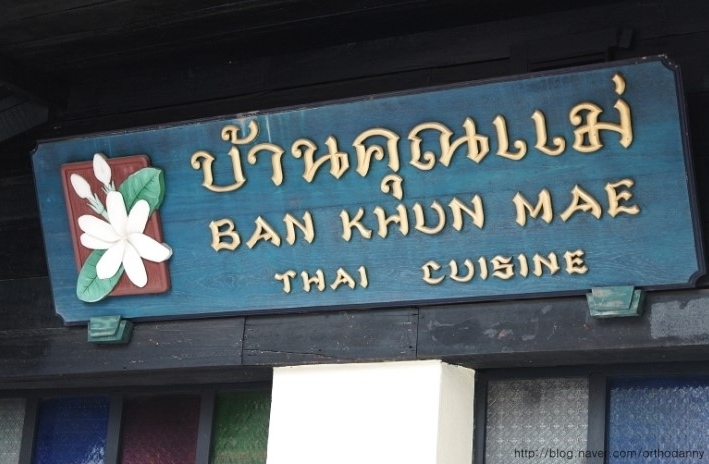 บ้านคุณแม่
BAN KHUN MAE
THAI CUISINE
http://blog.naver.com/orthodanny